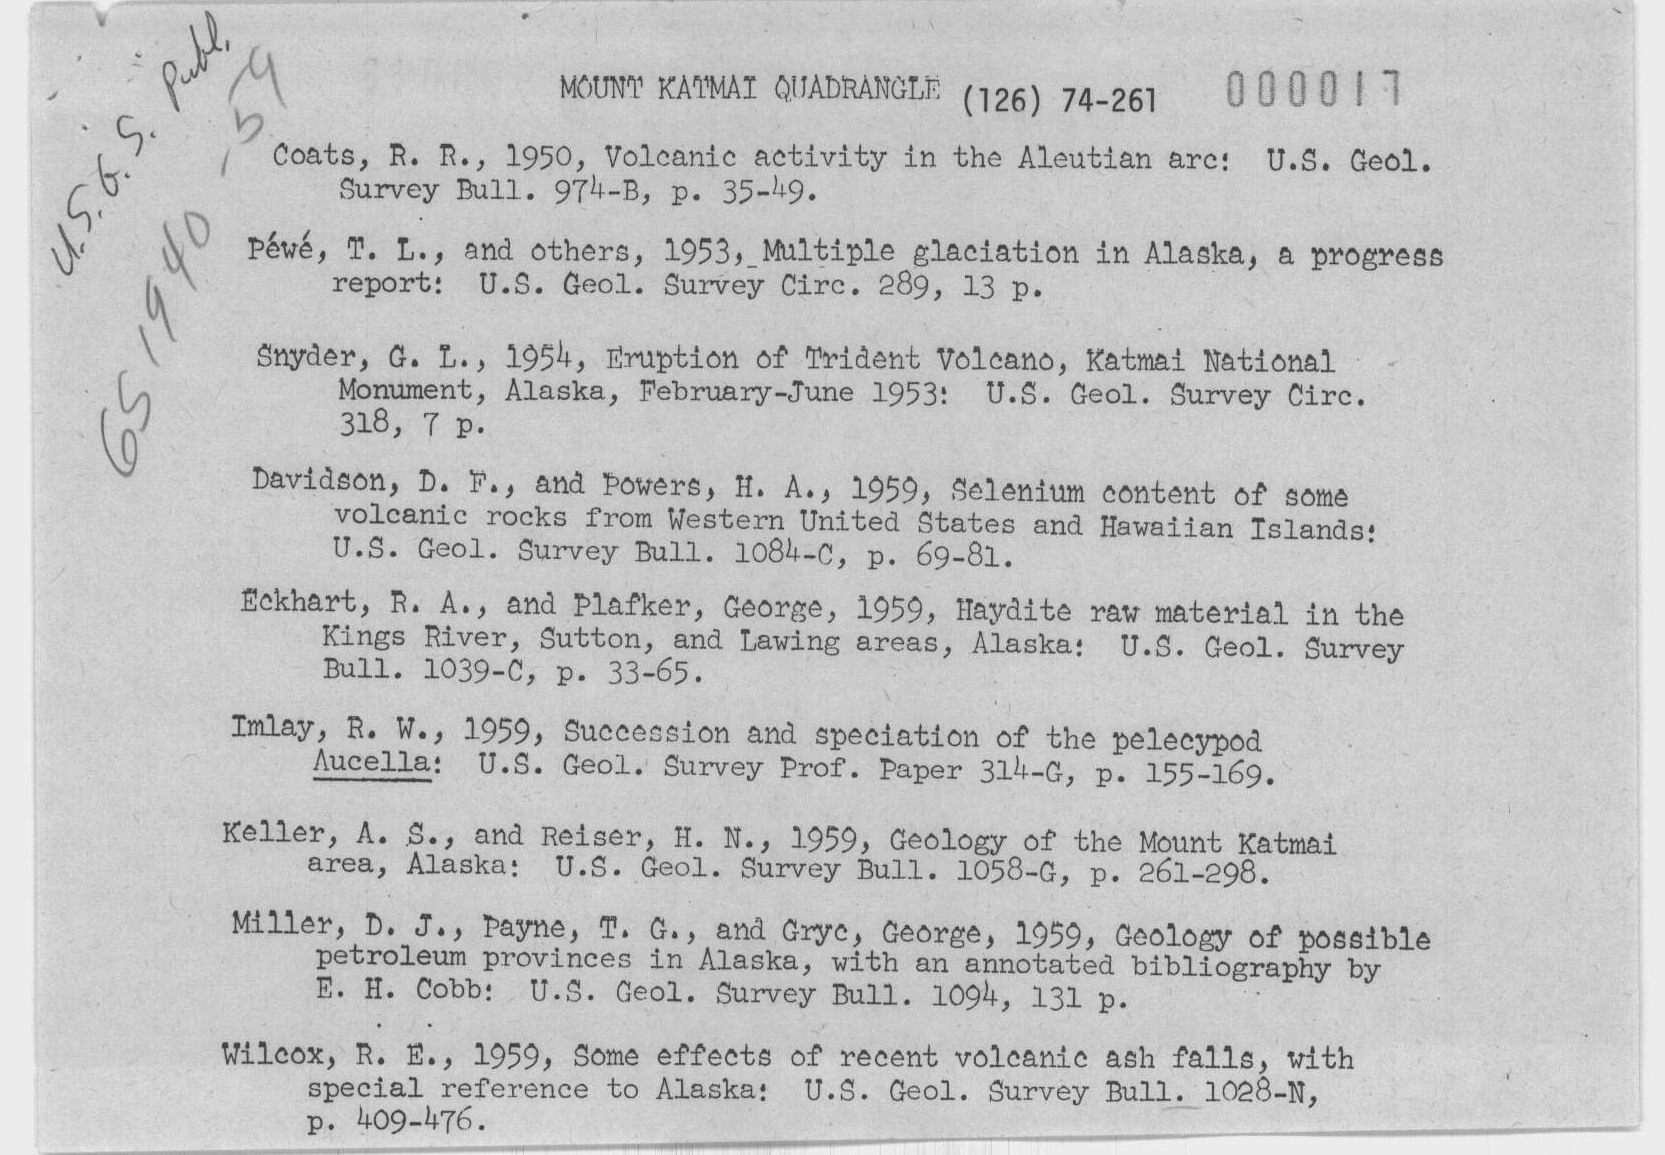 U.S.G.S. Publ.
65, 1940, -59
MOUNT KATMAI QUADRANGLE (126) 74-261 000017
Coats, R. R., 1950, Volcanic activity in the Aleutian arc: U.S. Geol.
Survey Bull. 974-B, p. 35-49.
Péwé, T. L., and others, 1953, Multiple glaciation in Alaska, a progress
report: U.S. Geol. Survey Circ. 289, 13 p.
Snyder, G. L., 1954, Eruption of Trident Volcano, Katmai National
Monument, Alaska, February-June 1953: U.S. Geol. Survey Circ.
318, 7 p.
Davidson, D. F., and Powers, H. A., 1959, Selenium content of some
volcanic rocks from Western United States and Hawaiian Islands:
U.S. Geol. Survey Bull. 1084-C, p. 69-81.
Eckhart, R. A., and Plafker, George, 1959, Haydite raw material in the
Kings River, Sutton, and Lawing areas, Alaska: U.S. Geol. Survey
Bull. 1039-C, p. 33-65.
Imlay, R. W., 1959, Succession and speciation of the pelecypod
Aucella: U.S. Geol. Survey Prof. Paper 314-G, p. 155-169.
Keller, A. S., and Reiser, H. N., 1959, Geology of the Mount Katmai
area, Alaska: U.S. Geol. Survey Bull. 1058-G, p. 261-298.
Miller, D. J., Payne, T. G., and Gryc, George, 1959, Geology of possible
petroleum provinces in Alaska, with an annotated bibliography by
E. H. Cobb: U.S. Geol. Survey Bull. 1094, 131 p.
Wilcox, R. E., 1959, Some effects of recent volcanic ash falls, with
special reference to Alaska: U.S. Geol. Survey Bull. 1028-N,
p. 409-476.